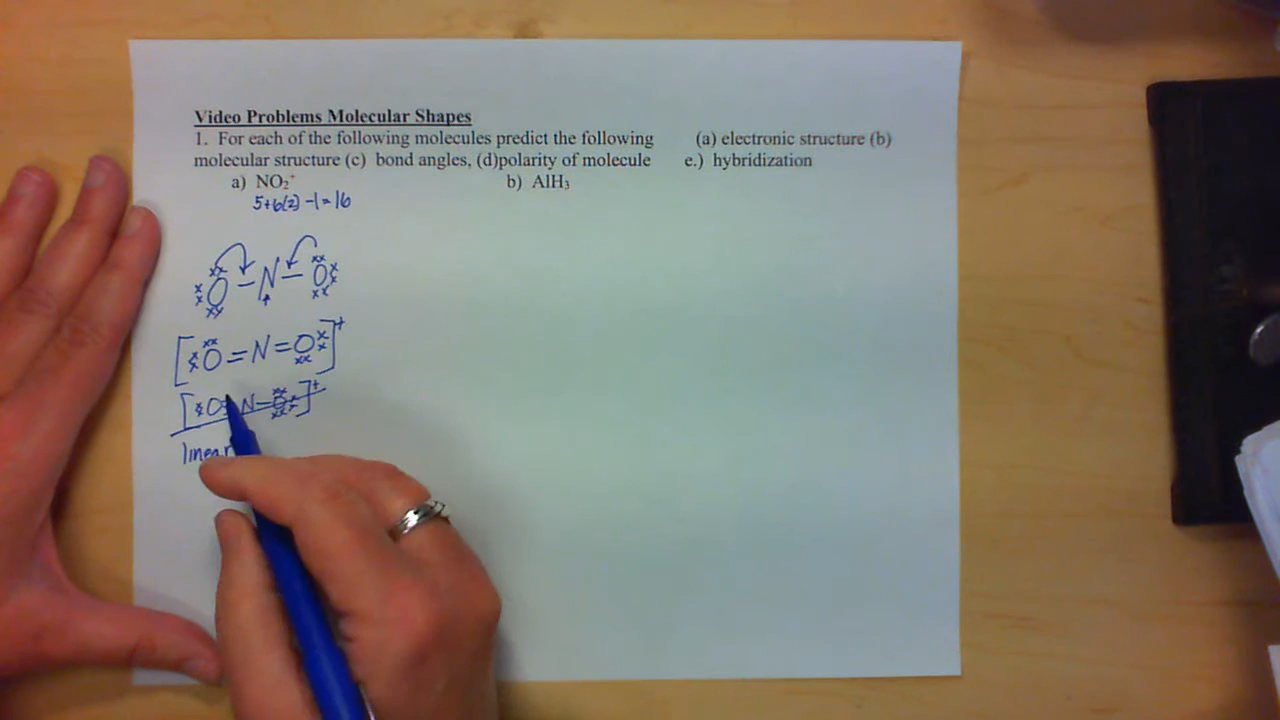 Video Problems Molecular Shapes
1. For each of the following molecules predict the following (a) electronic structure (b)
molecular structure (c) bond angles, (d)polarity of molecule e.) hybridization
a) NO₂⁺ b) AlH₃
5+6(2)-1=16
O-N-O
+
[O=N=O]⁺
[O≡N-O]⁺
linear